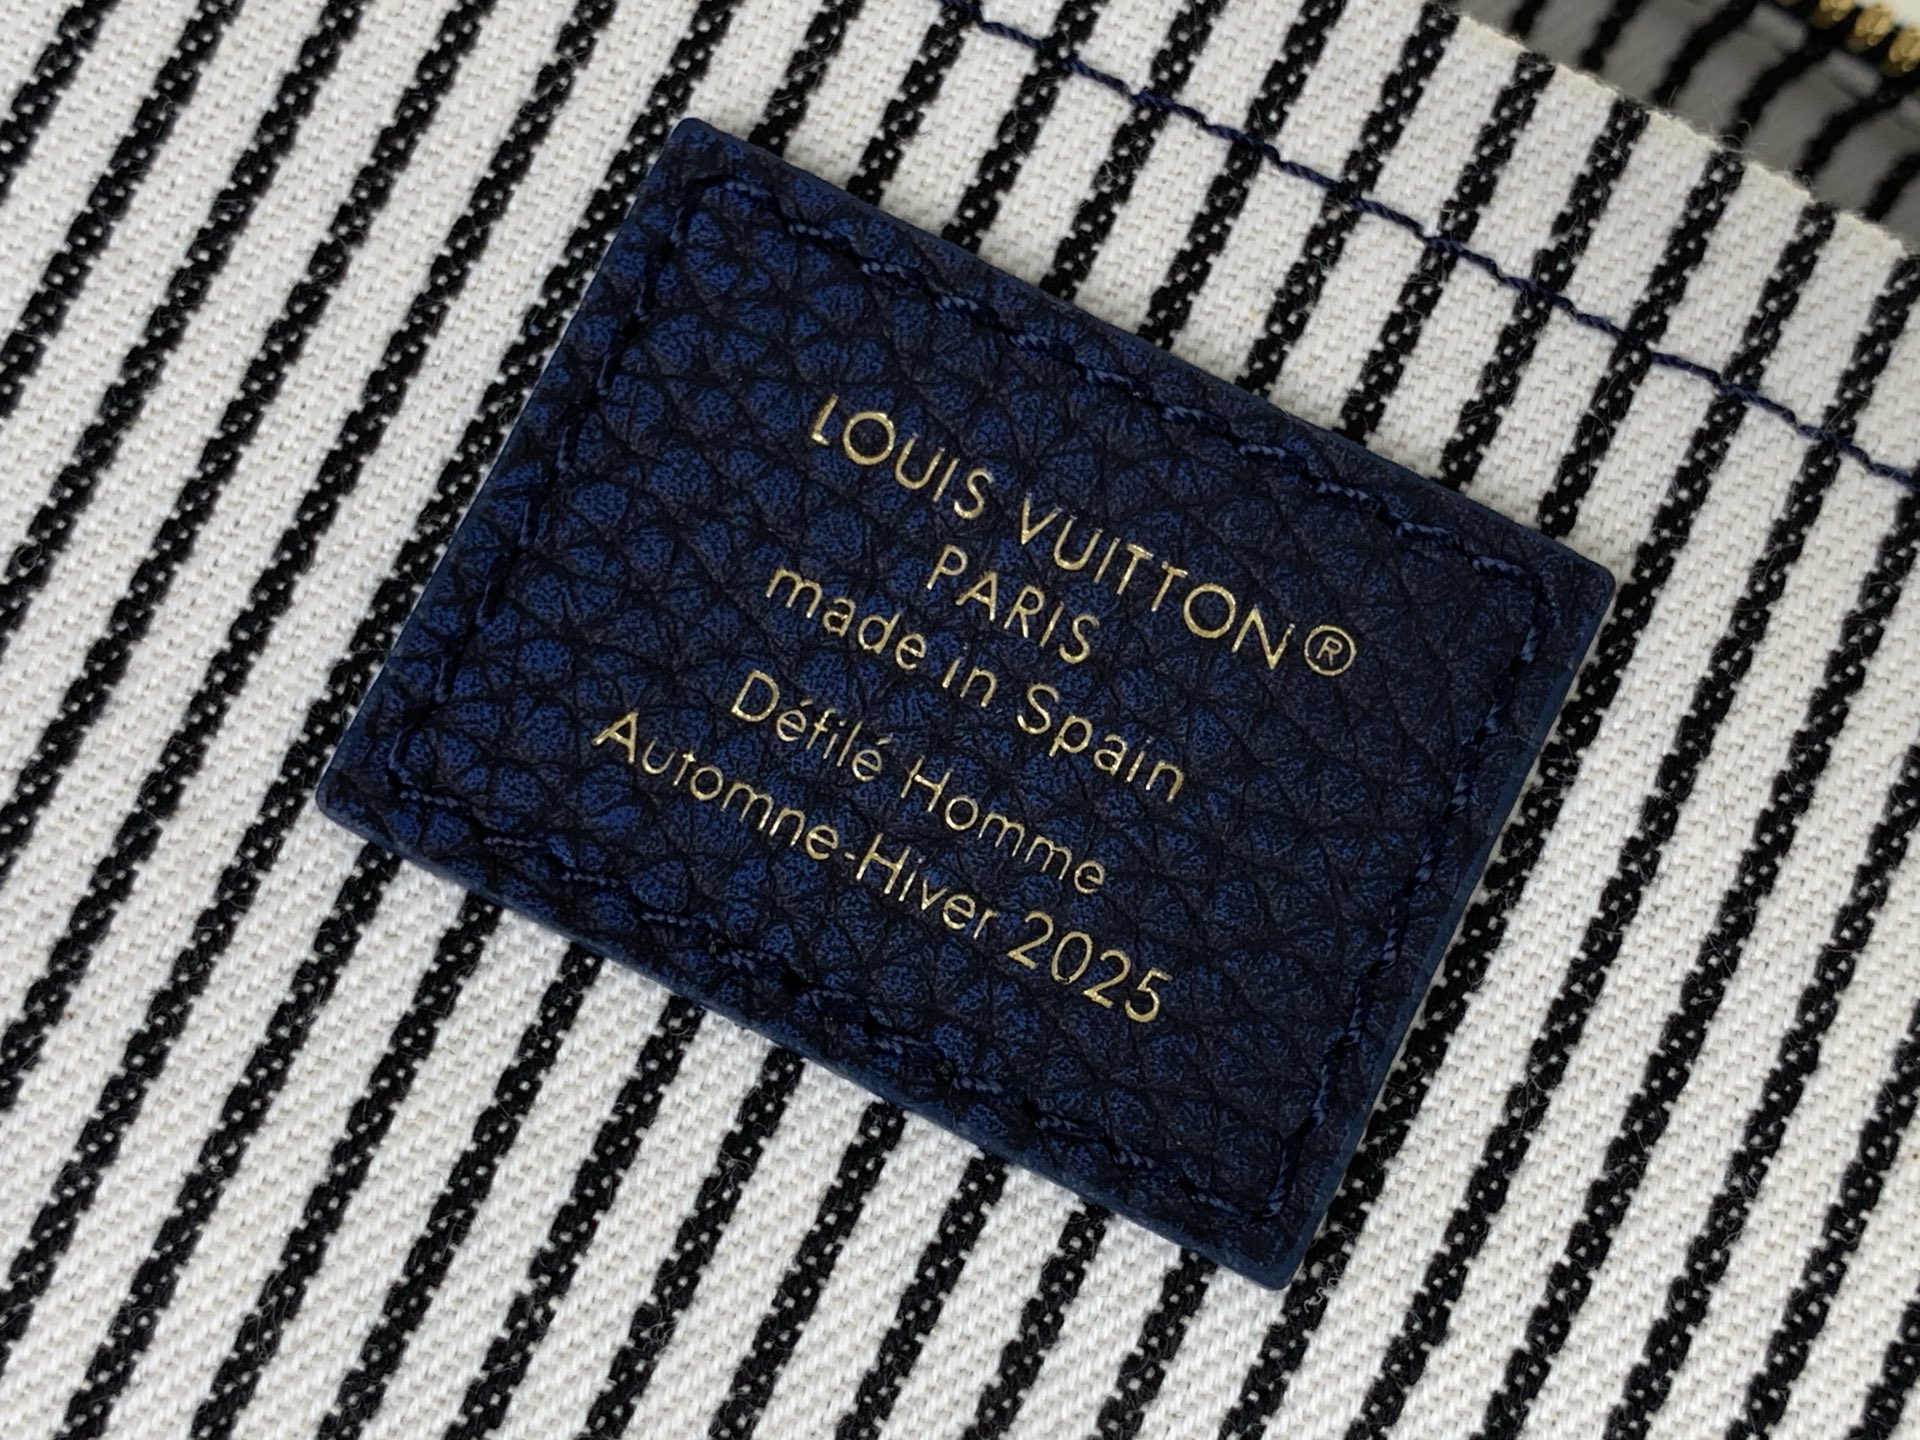 LOUIS VUITTON®
PARIS
made in Spain
Défilé Homme
Automne-Hiver 2025